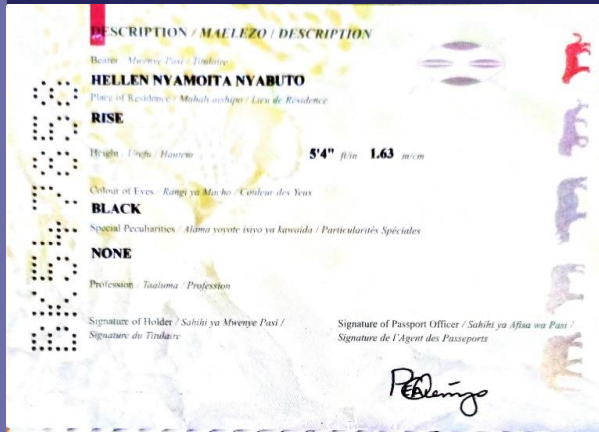 DESCRIPTION / MAELEZO / DESCRIPTION
Bearer / Mwenye Pasi / Titulaire
HELLEN NYAMOITA NYABUTO
Place of Residence / Mahali aishipo / Lieu de Residence
RISE
Height / Urefu / Hauteur 5'4" ft/in 1.63 m/cm
Colour of Eyes / Rangi ya Macho / Couleur des Yeux
BLACK
Special Peculiarities / Alama yoyote isiyo ya kawaida / Particularités Spéciales
NONE
Profession / Taaluma / Profession
Signature of Holder / Sahihi ya Mwenye Pasi /
Signature du Titulaire
Signature of Passport Officer / Sahihi ya Afisa wa Pasi /
Signature de l'Agent des Passeports